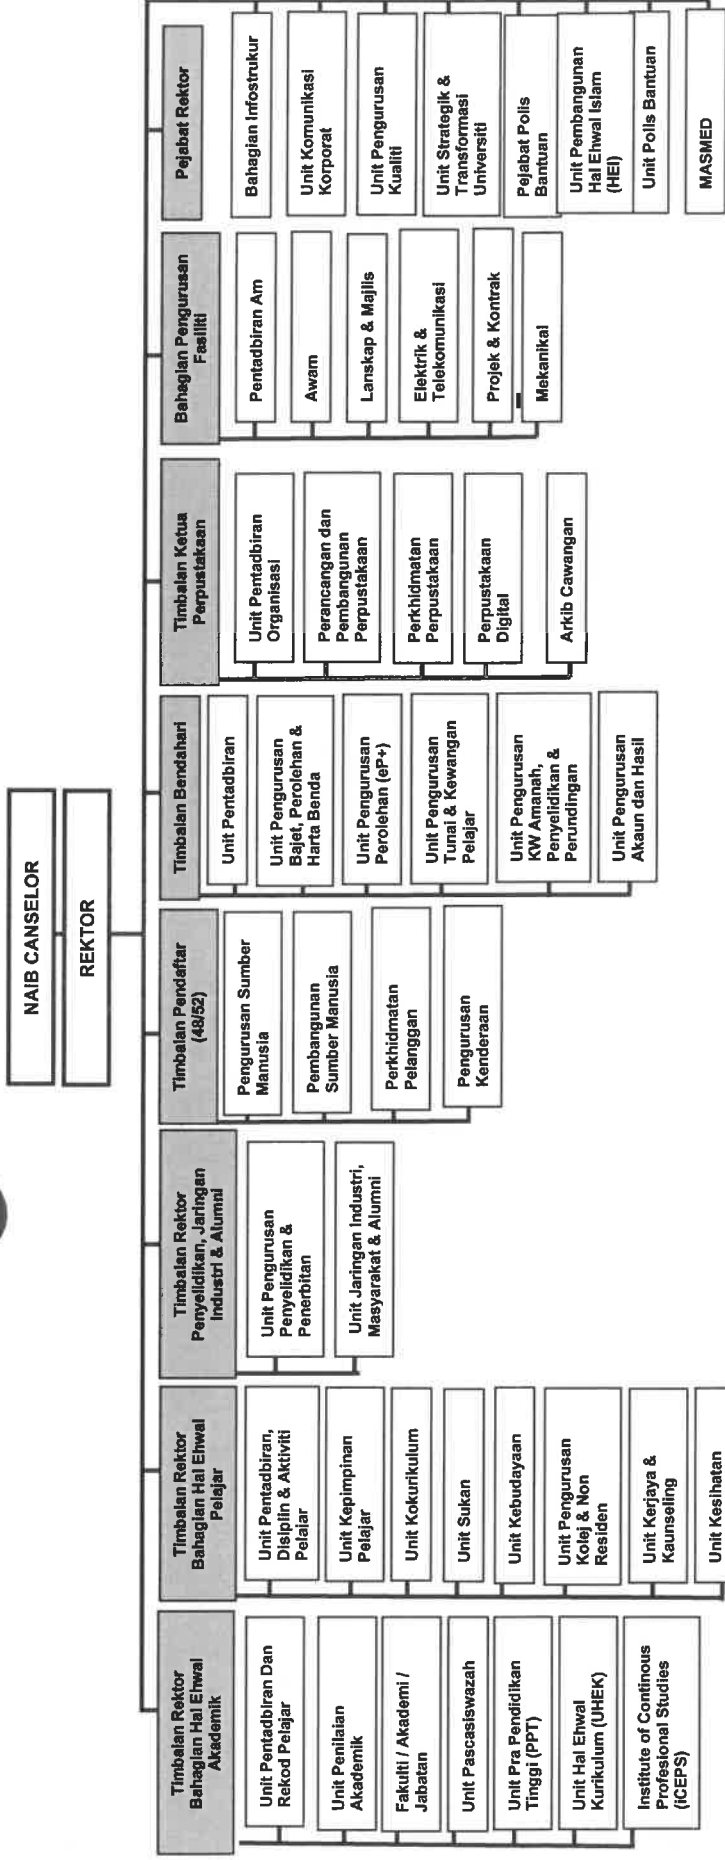 NAIB CANSELOR
REKTOR
Timbalan Rektor
Bahagian Hal Ehwal
Akademik
Unit Pentadbiran Dan
Rekod Pelajar
Unit Penilaian
Akademik
Fakulti / Akademi /
Jabatan
Unit Pascasiswazah
Unit Pra Pendidikan
Tinggi (PPT)
Unit Hal Ehwal
Kurikulum (UHEK)
Institute of Continous
Profesional Studies
(iCEPS)
Timbalan Rektor
Bahagian Hal Ehwal
Pelajar
Unit Pentadbiran,
Disiplin & Aktiviti
Pelajar
Unit Kepimpinan
Pelajar
Unit Kokurikulum
Unit Sukan
Unit Kebudayaan
Unit Pengurusan
Kolej & Non
Residen
Unit Kerjaya &
Kaunseling
Unit Kesihatan
Timbalan Rektor
Penyelidikan, Jaringan
Industri & Alumni
Unit Pengurusan
Penyelidikan &
Penerbitan
Unit Jaringan Industri,
Masyarakat & Alumni
Timbalan Pendaftar
(48/52)
Pengurusan Sumber
Manusia
Pembangunan
Sumber Manusia
Perkhidmatan
Pelanggan
Pengurusan
Kenderaan
Timbalan Bendahari
Unit Pentadbiran
Unit Pengurusan
Bajet, Perolehan &
Harta Benda
Unit Pengurusan
Perolehan (eP+)
Unit Pengurusan
Tunai & Kewangan
Pelajar
Unit Pengurusan
KW Amanah,
Penyelidikan &
Perundingan
Unit Pengurusan
Akaun dan Hasil
Timbalan Ketua
Perpustakaan
Unit Pentadbiran
Organisasi
Perancangan dan
Pembangunan
Perpustakaan
Perkhidmatan
Perpustakaan
Perpustakaan
Digital
Arkib Cawangan
Bahagian Pengurusan
Fasiliti
Pentadbiran Am
Awam
Lanskap & Majlis
Elektrik &
Telekomunikasi
Projek & Kontrak
Mekanikal
Pejabat Rektor
Bahagian Infostrukur
Unit Komunikasi
Korporat
Unit Pengurusan
Kualiti
Unit Strategik &
Transformasi
Universiti
Pejabat Polis
Bantuan
Unit Pembangunan
Hal Ehwal Islam
(HEI)
Unit Polis Bantuan
MASMED